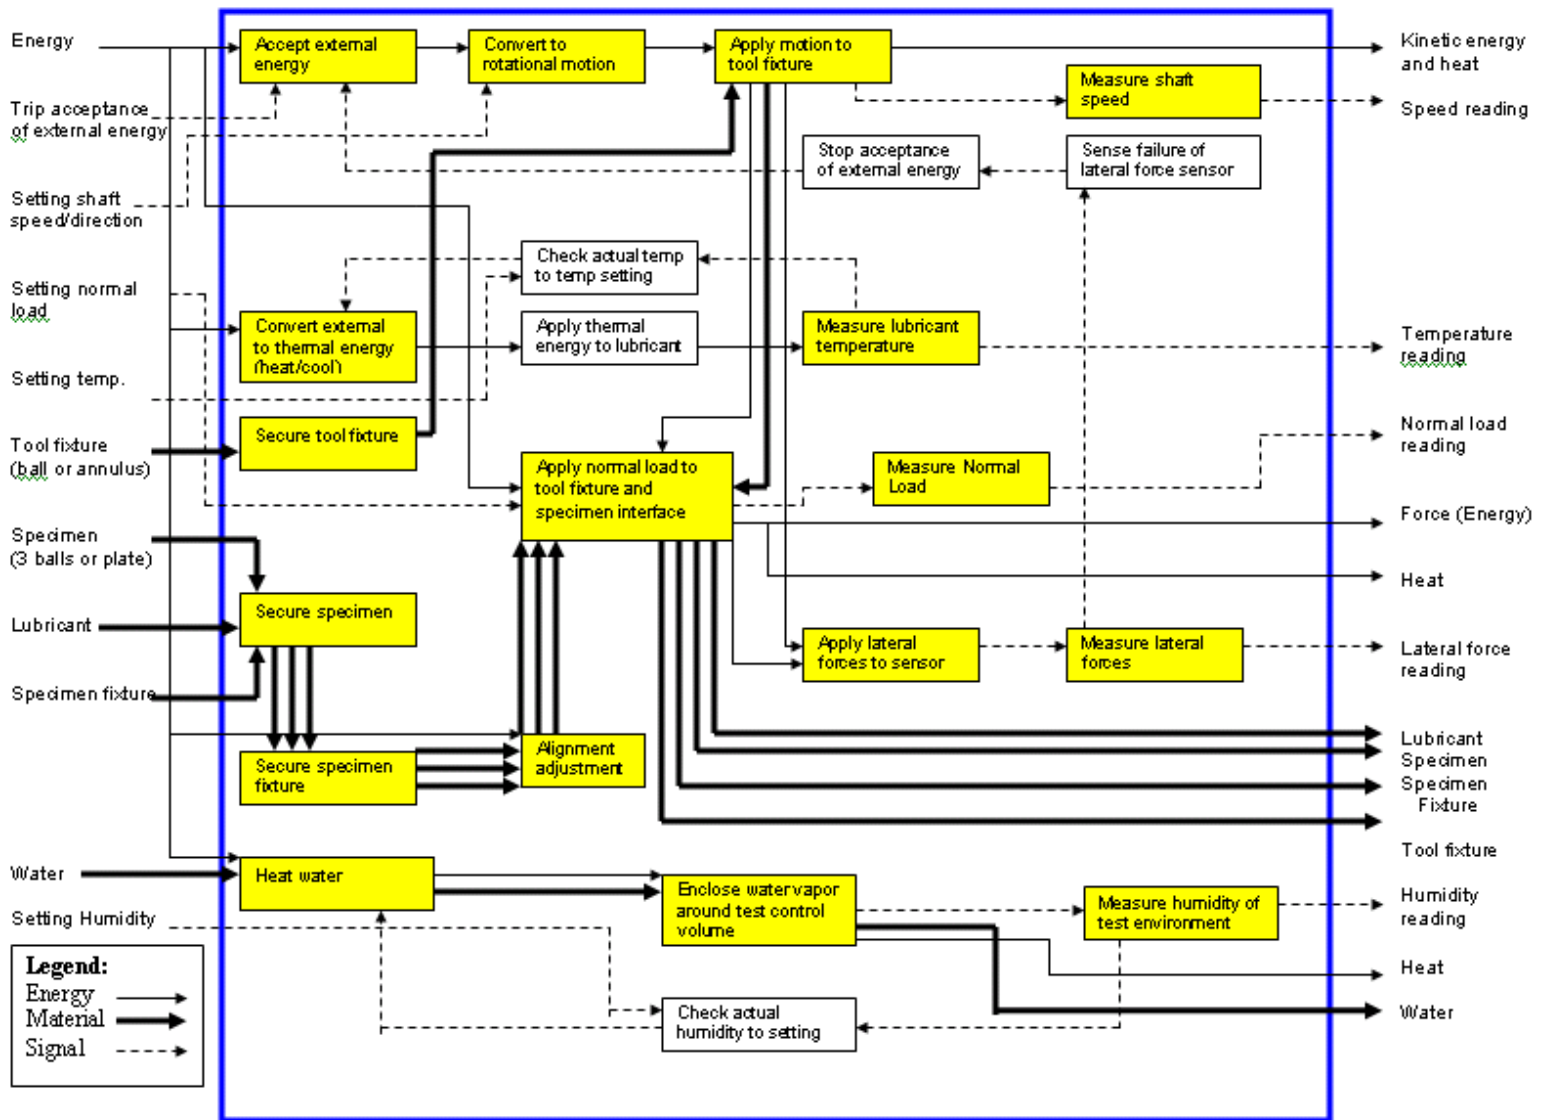 Energy
Trip acceptance
of external energy
Setting shaft
speed/direction
Setting normal
load
Setting temp.
Tool fixture
(ball or annulus)
Specimen
(3 balls or plate)
Lubricant
Specimen fixture
Water
Setting Humidity
Legend:
Energy
Material
Signal
Accept external
energy
Convert to
rotational motion
Apply motion to
tool fixture
Measure shaft
speed
Stop acceptance
of external energy
Sense failure of
lateral force sensor
Check actual temp
to temp setting
Convert external
to thermal energy
(heat/cool)
Apply thermal
energy to lubricant
Measure lubricant
temperature
Secure tool fixture
Apply normal load to
tool fixture and
specimen interface
Measure Normal
Load
Secure specimen
Apply lateral
forces to sensor
Measure lateral
forces
Secure specimen
fixture
Alignment
adjustment
Heat water
Enclose water vapor
around test control
volume
Measure humidity of
test environment
Check actual
humidity to setting
Kinetic energy
and heat
Speed reading
Temperature
reading
Normal load
reading
Force (Energy)
Heat
Lateral force
reading
Lubricant
Specimen
Specimen
Fixture
Tool fixture
Humidity
reading
Heat
Water